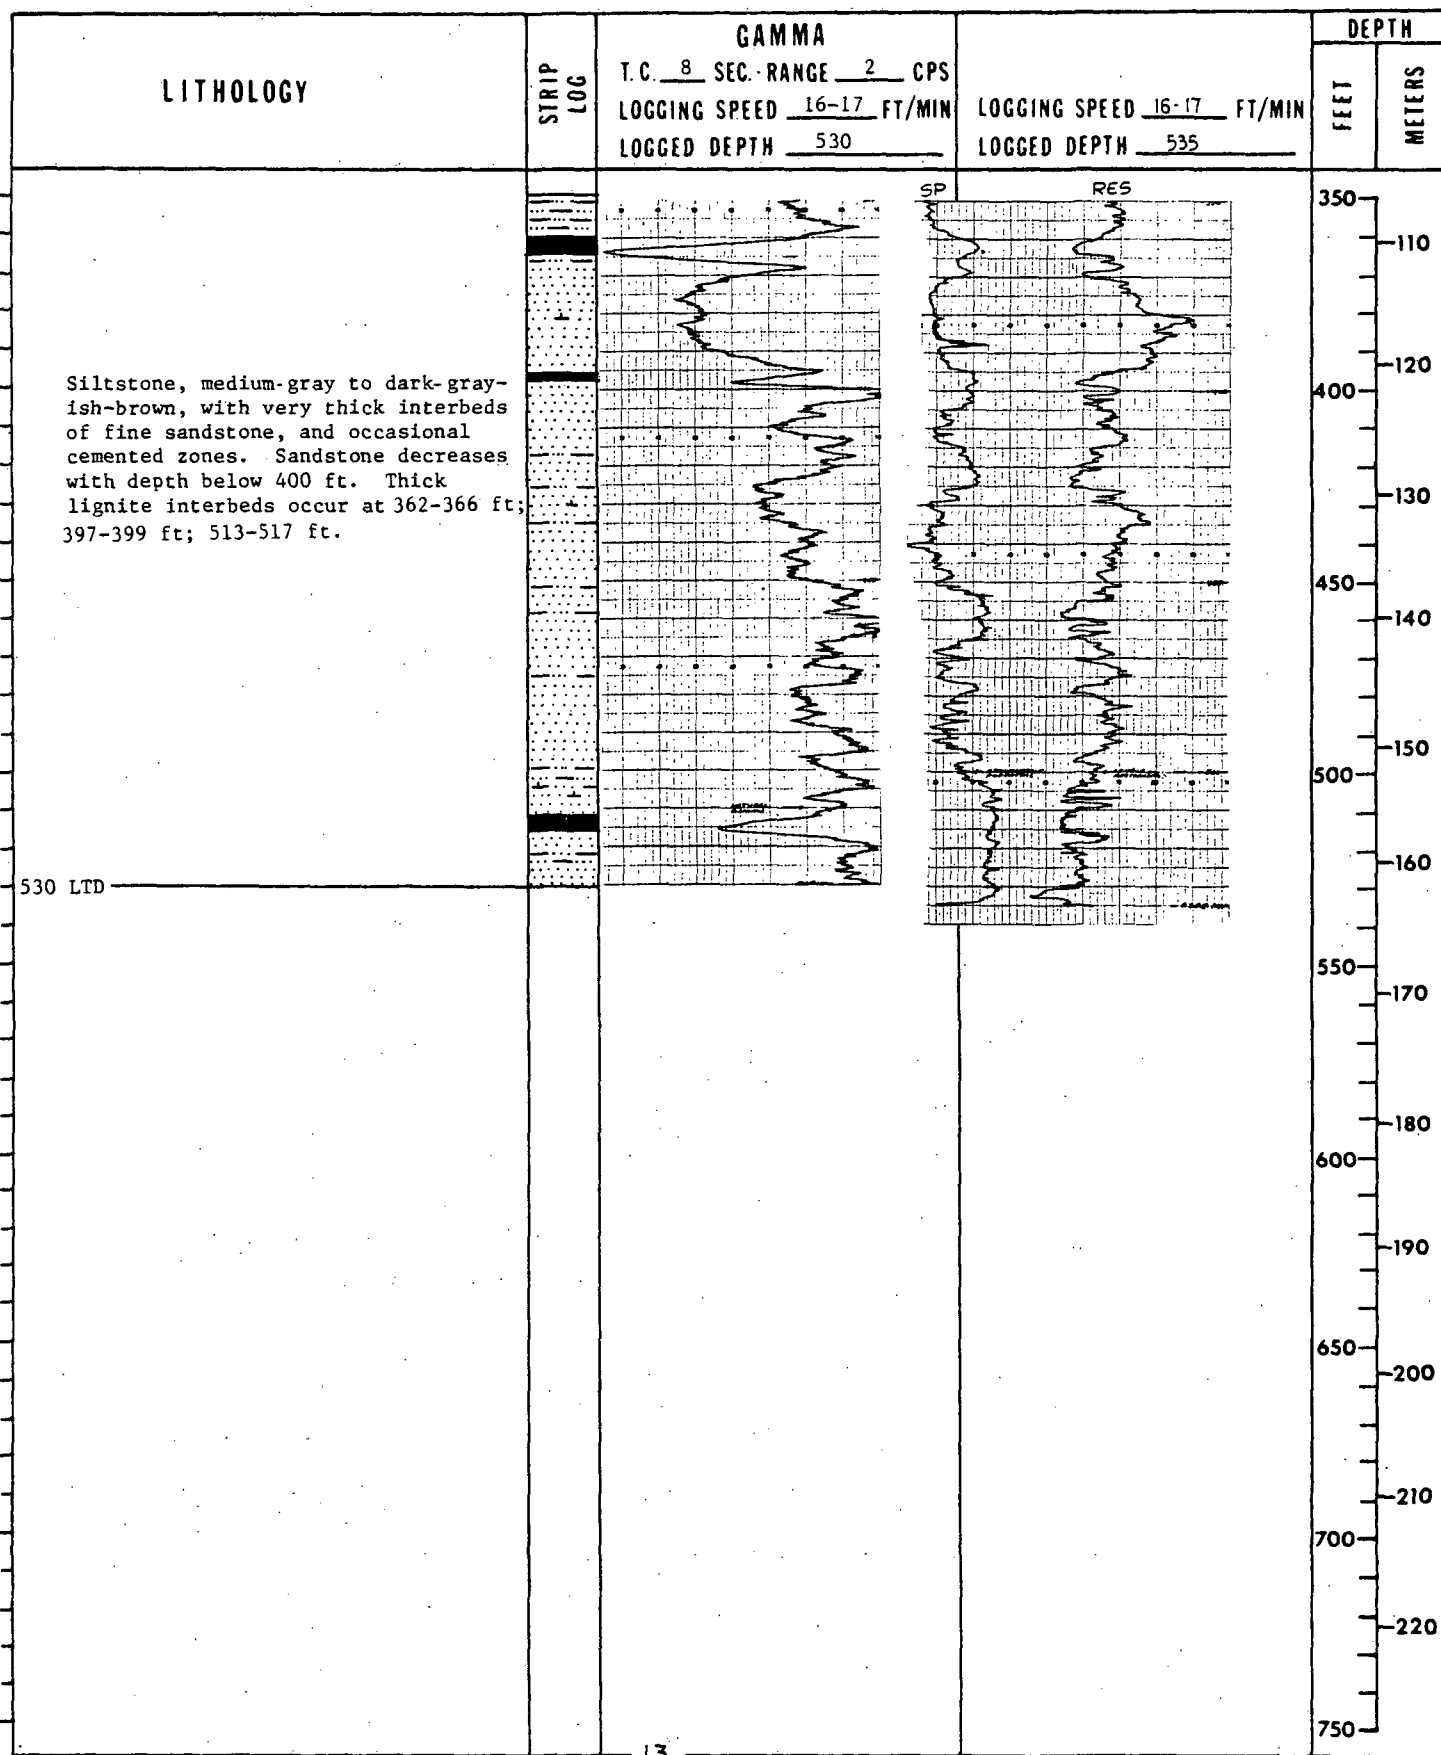 LITHOLOGY
STRIP LOG
GAMMA
T.C. 8 SEC. RANGE 2 CPS
LOGGING SPEED 16-17 FT/MIN
LOGGED DEPTH 530
LOGGING SPEED 16-17 FT/MIN
LOGGED DEPTH 535
DEPTH
FEET
METERS
SP
RES
Siltstone, medium-gray to dark-gray-
ish-brown, with very thick interbeds
of fine sandstone, and occasional
cemented zones. Sandstone decreases
with depth below 400 ft. Thick
lignite interbeds occur at 362-366 ft;
397-399 ft; 513-517 ft.
530 LTD
350
110
120
400
130
450
140
150
500
160
550
170
180
600
190
650
200
210
700
220
750
13